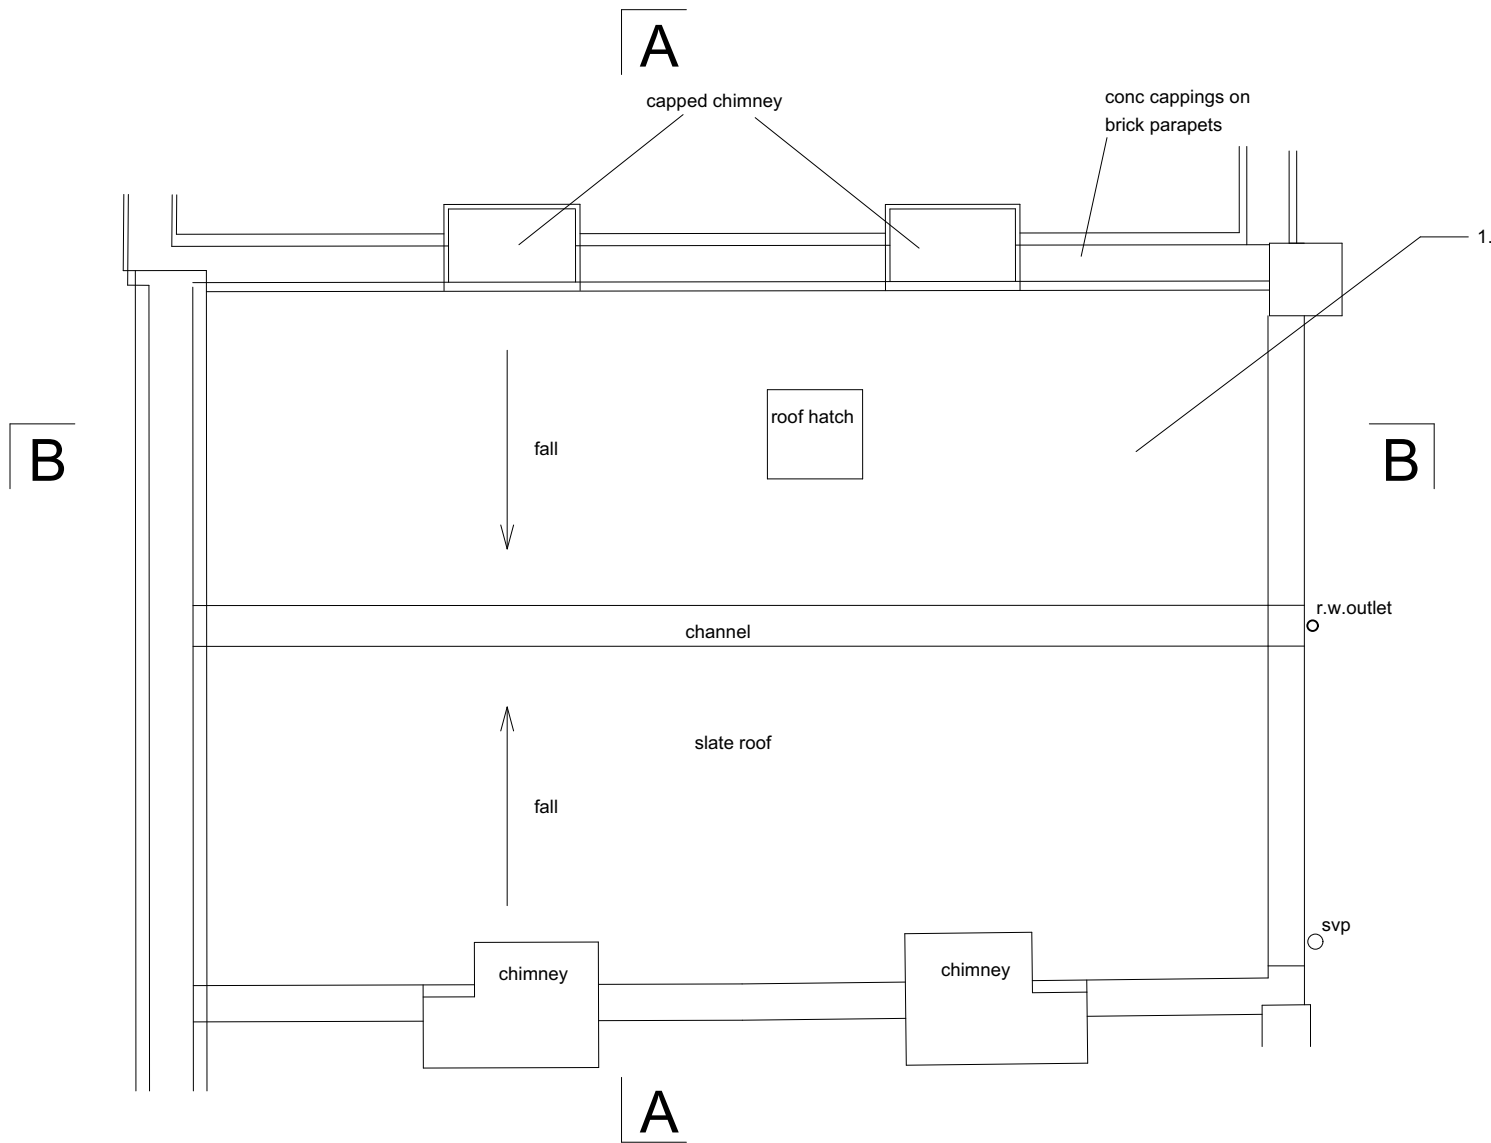 A
capped chimney
conc cappings on
brick parapets
1.
roof hatch
B
fall
B
r.w.outlet
channel
slate roof
fall
svp
chimney
chimney
A